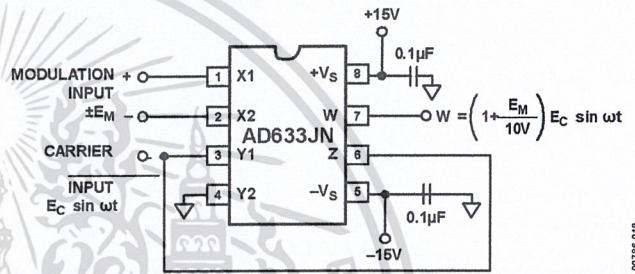 +15V
0.1µF
MODULATION + 1 X1 +VS 8
INPUT
±EM – 2 X2 W 7 W = (1+ EM/10V) EC sin ωt
AD633JN
CARRIER 3 Y1 Z 6
INPUT
EC sin ωt
4 Y2 –VS 5
0.1µF
–15V